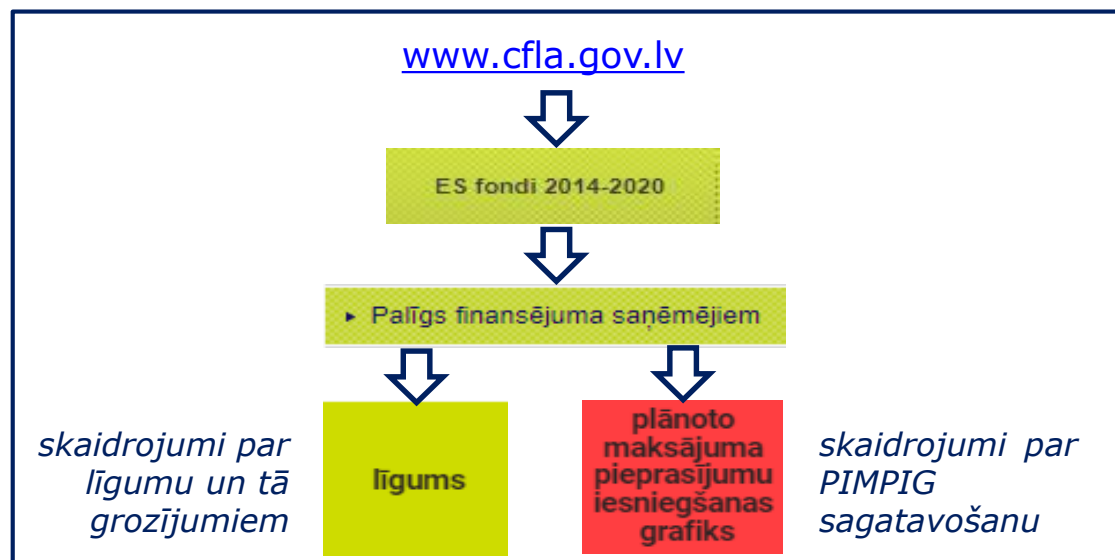 www.cfla.gov.lv
ES fondi 2014-2020
▸ Palīgs finansējuma saņēmējiem
skaidrojumi par
līgumu un tā
grozījumiem
līgums
plānoto
maksājuma
pieprasījumu
iesniegšanas
grafiks
skaidrojumi par
PIMPIG
sagatavošanu